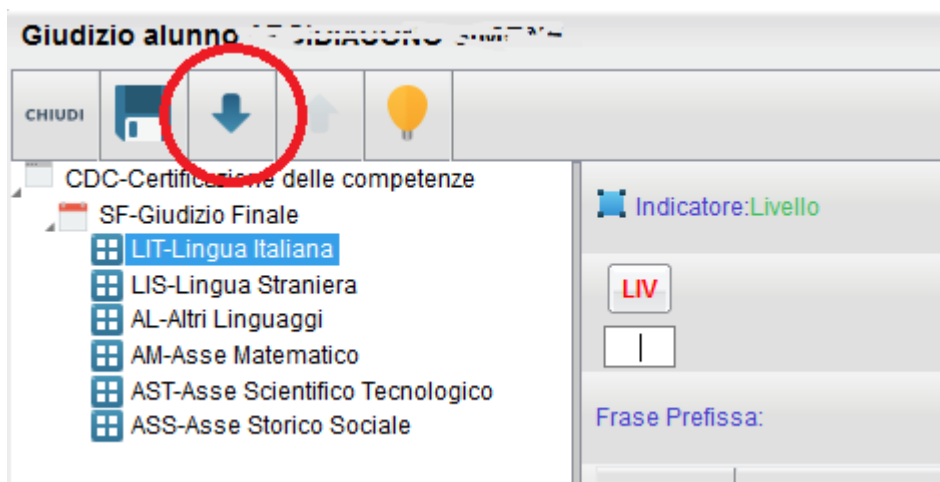 Giudizio alunno
CHIUDI
CDC-Certificazione delle competenze
SF-Giudizio Finale
LIT-Lingua Italiana
LIS-Lingua Straniera
AL-Altri Linguaggi
AM-Asse Matematico
AST-Asse Scientifico Tecnologico
ASS-Asse Storico Sociale
Indicatore:Livello
LIV
Frase Prefissa: